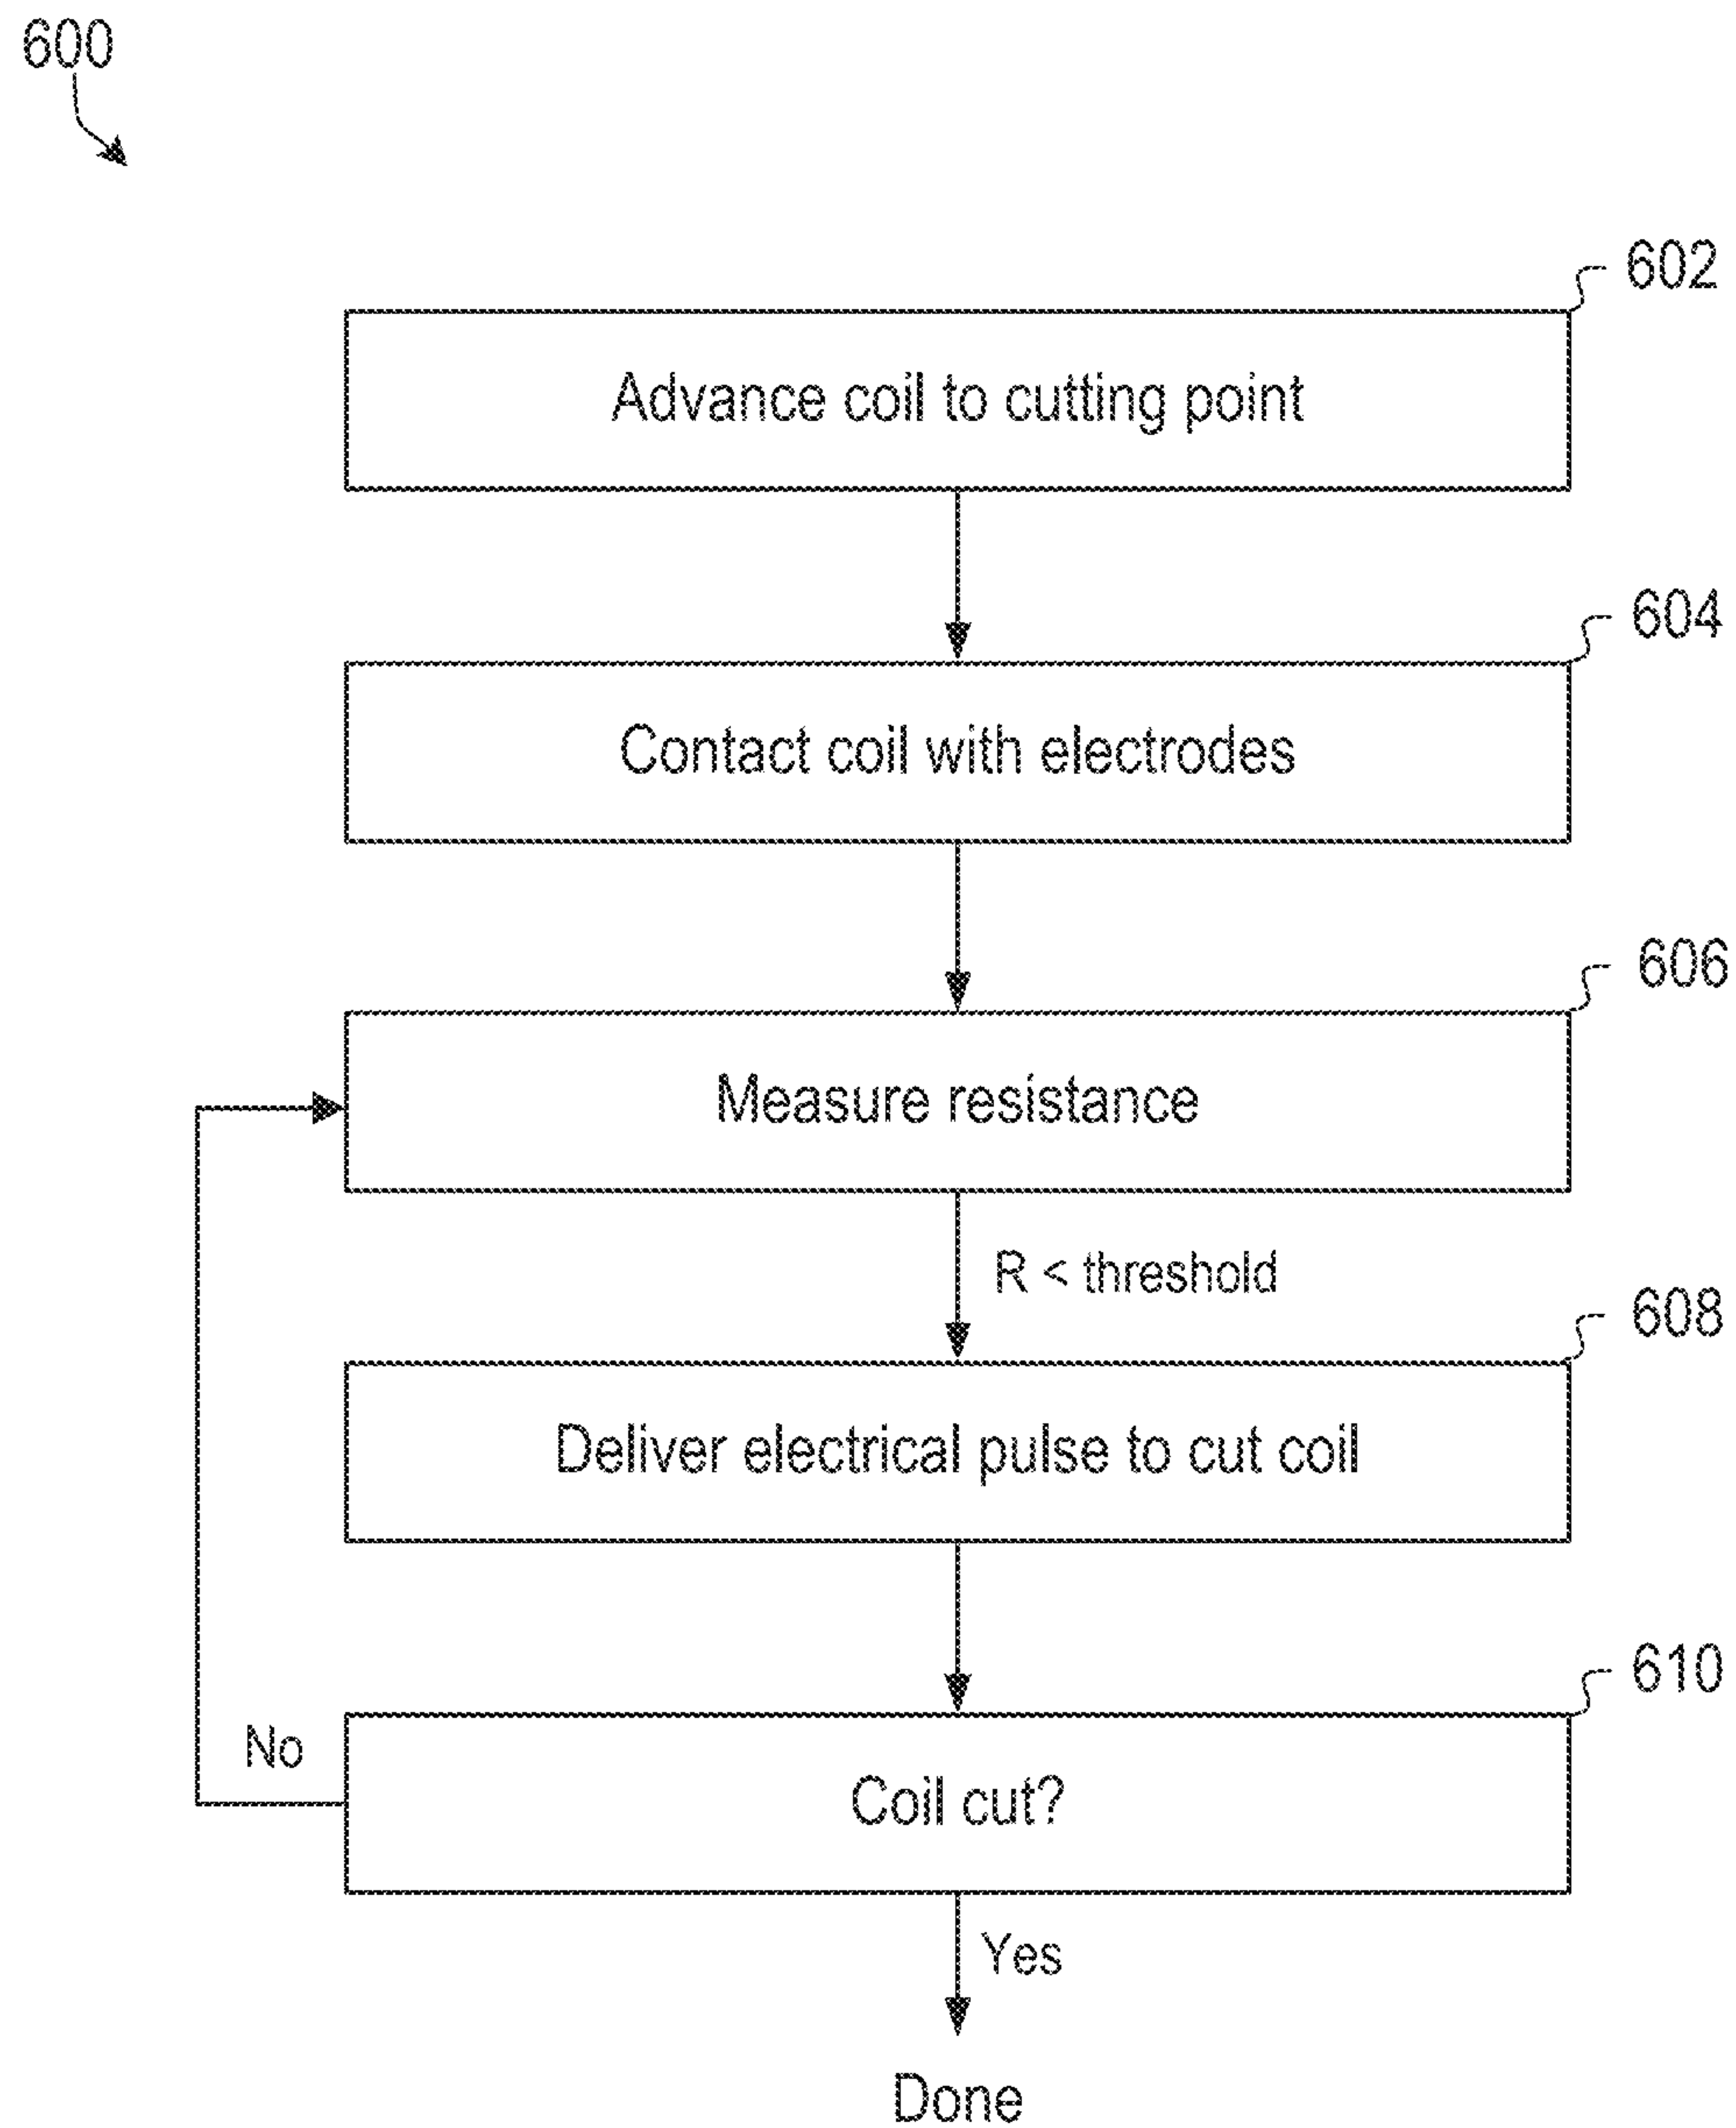 600
602
Advance coil to cutting point
604
Contact coil with electrodes
606
Measure resistance
R < threshold
608
Deliver electrical pulse to cut coil
610
No
Coil cut?
Yes
Done